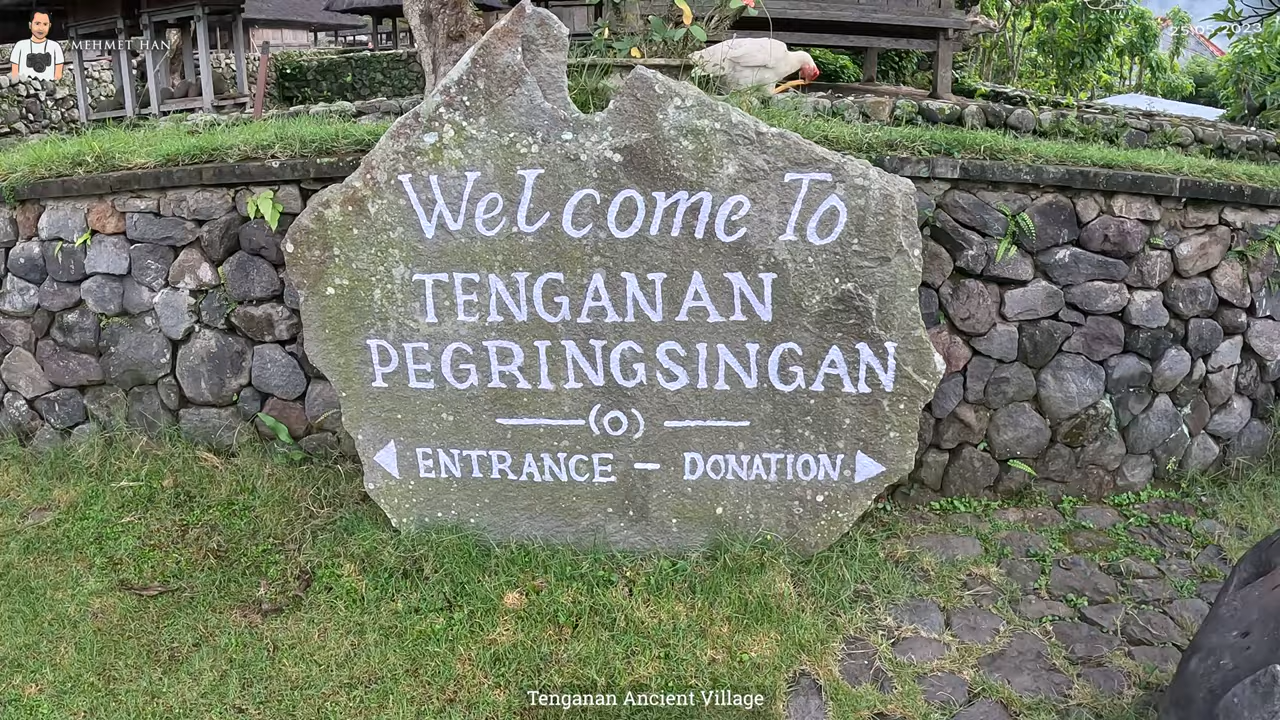 MEHMET HAN
Welcome To
TENGANAN
PEGRINGSINGAN
(O)
ENTRANCE - DONATION
Tenganan Ancient Village